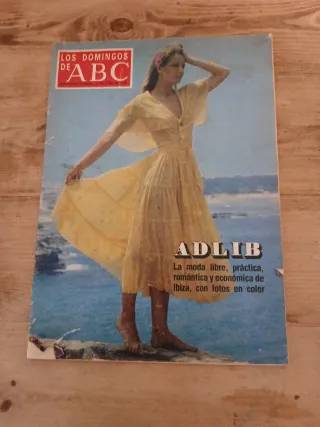 LOS DOMINGOS
DE ABC
ADLIB
La moda libre, práctica,
romántica y económica de
Ibiza, con fotos en color